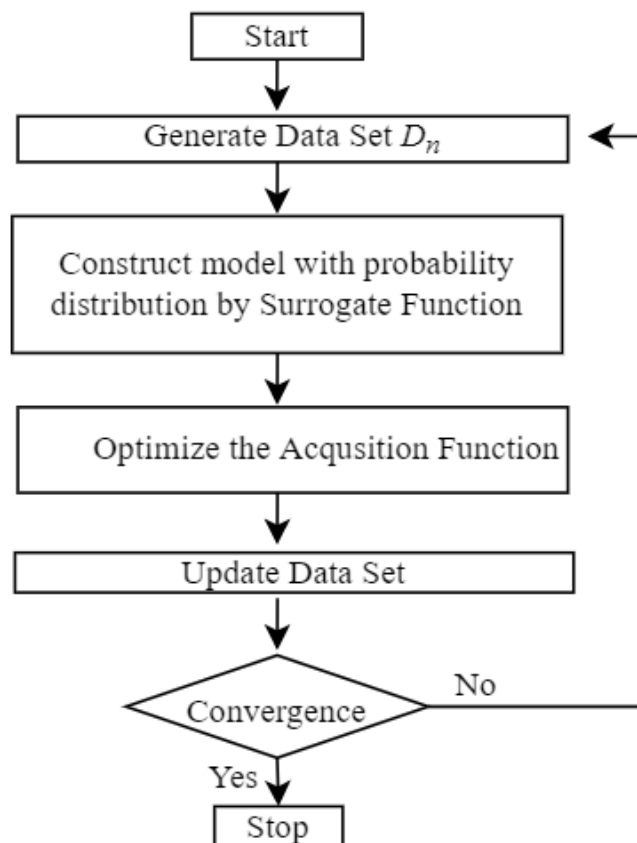 Start
Generate Data Set Dn
Construct model with probability
distribution by Surrogate Function
Optimize the Acqusition Function
Update Data Set
Convergence
No
Yes
Stop